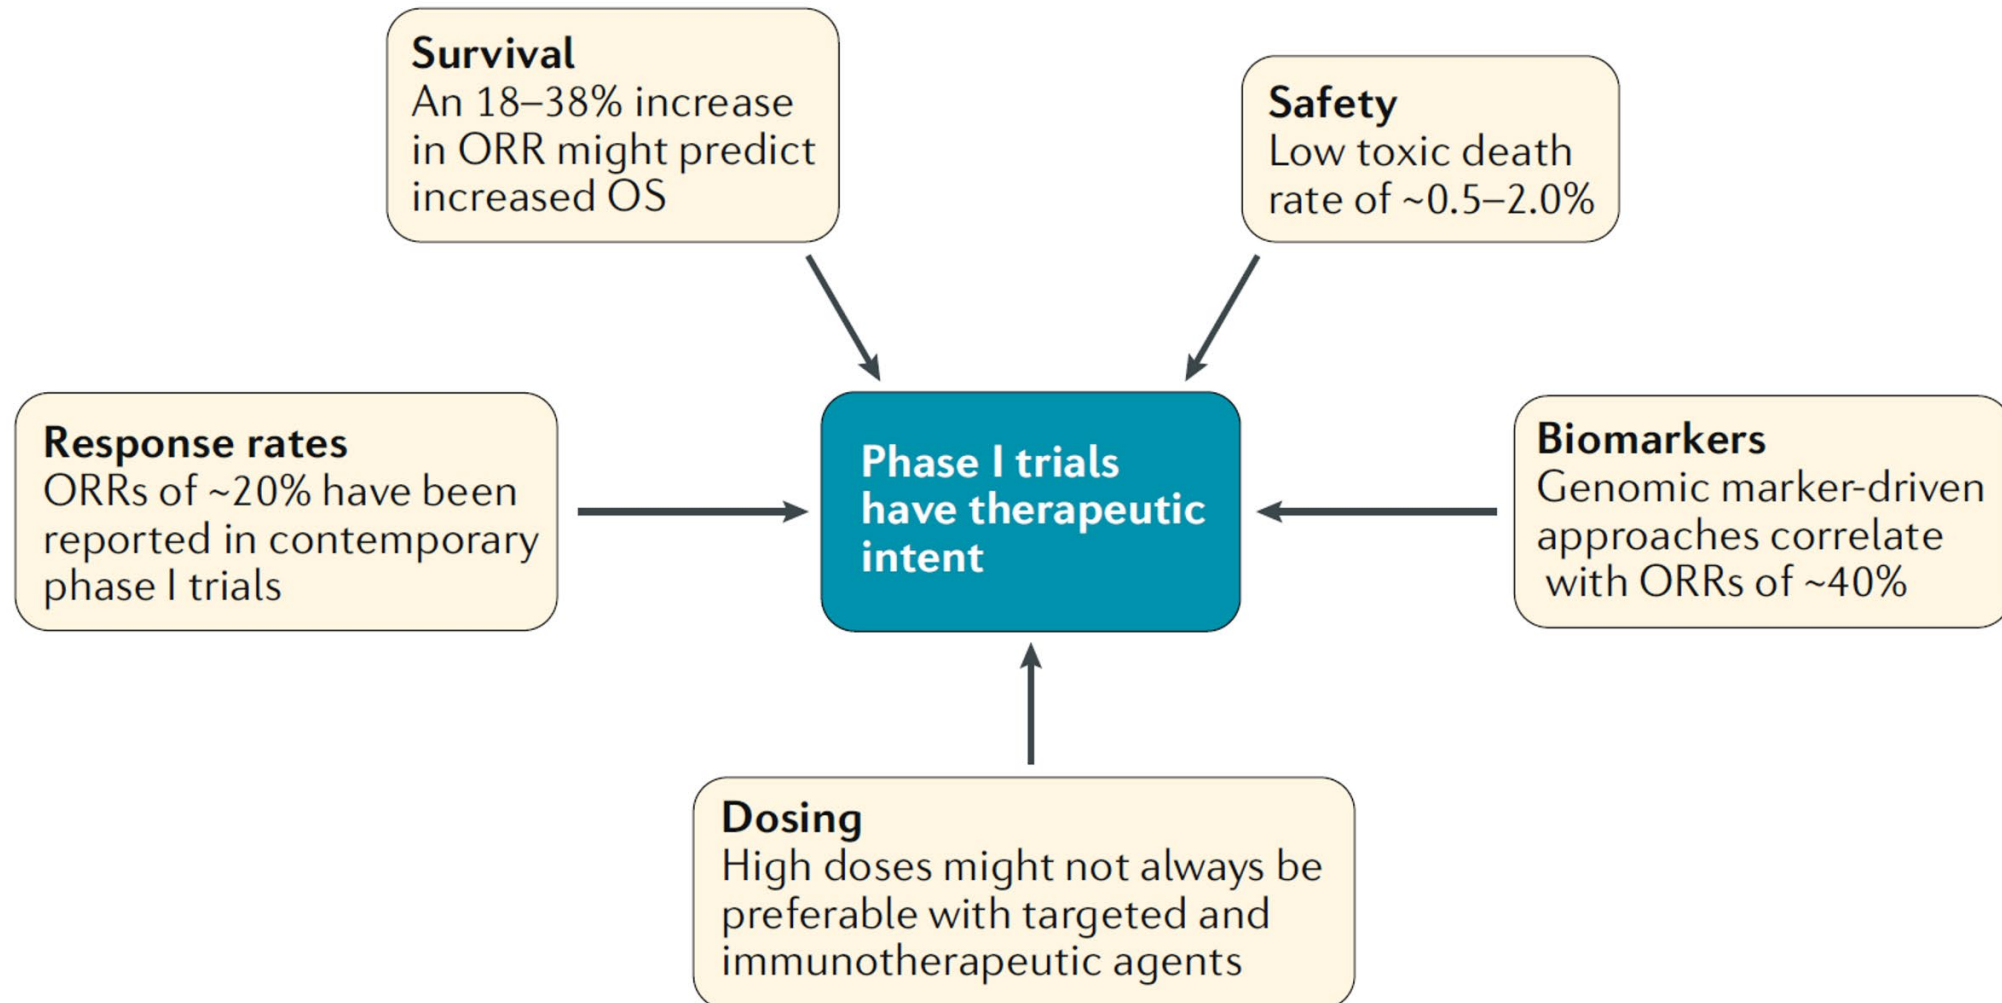 Survival
An 18–38% increase
in ORR might predict
increased OS
Safety
Low toxic death
rate of ~0.5–2.0%
Response rates
ORRs of ~20% have been
reported in contemporary
phase I trials
Phase I trials
have therapeutic
intent
Biomarkers
Genomic marker-driven
approaches correlate
with ORRs of ~40%
Dosing
High doses might not always be
preferable with targeted and
immunotherapeutic agents